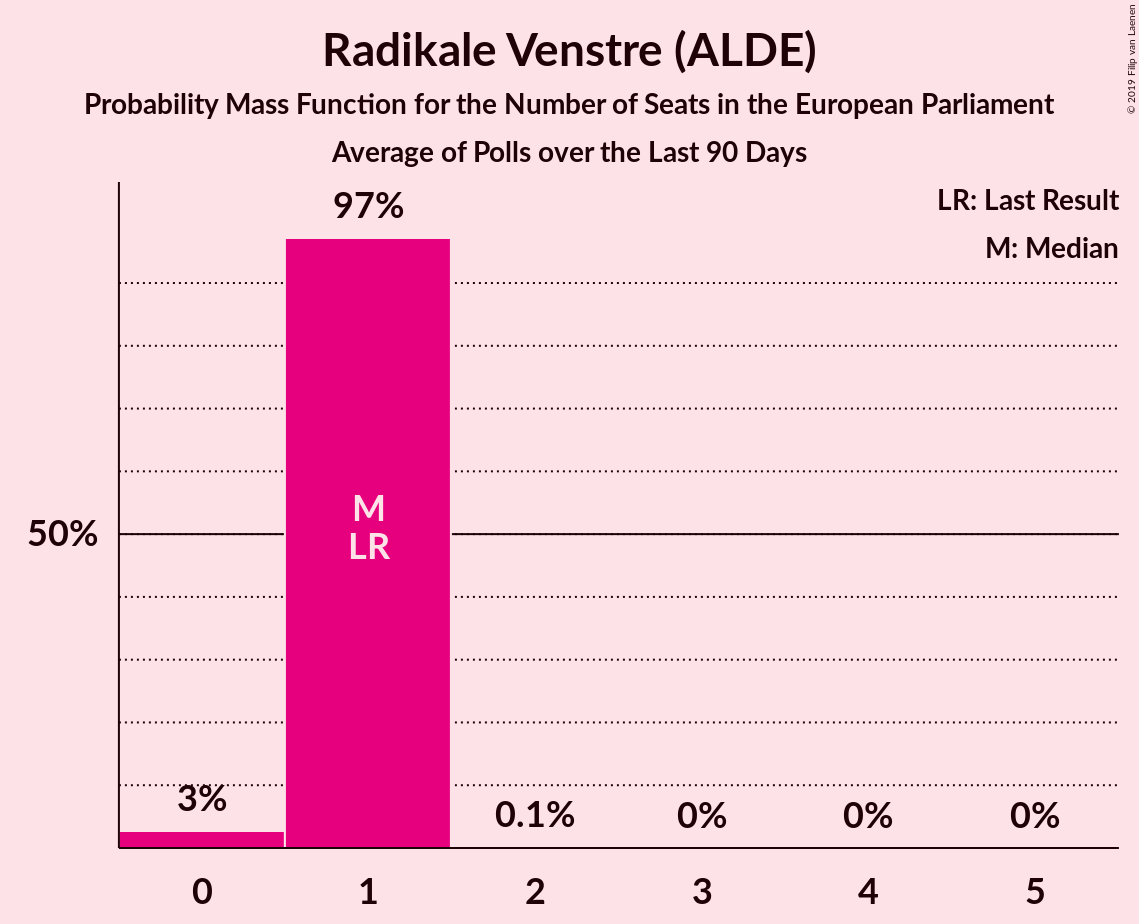 Radikale Venstre (ALDE)
Probability Mass Function for the Number of Seats in the European Parliament
Average of Polls over the Last 90 Days
© 2019 Filip van Laenen
LR: Last Result
M: Median
97%
M
LR
50%
3%
0.1%
0%
0%
0%
0
1
2
3
4
5